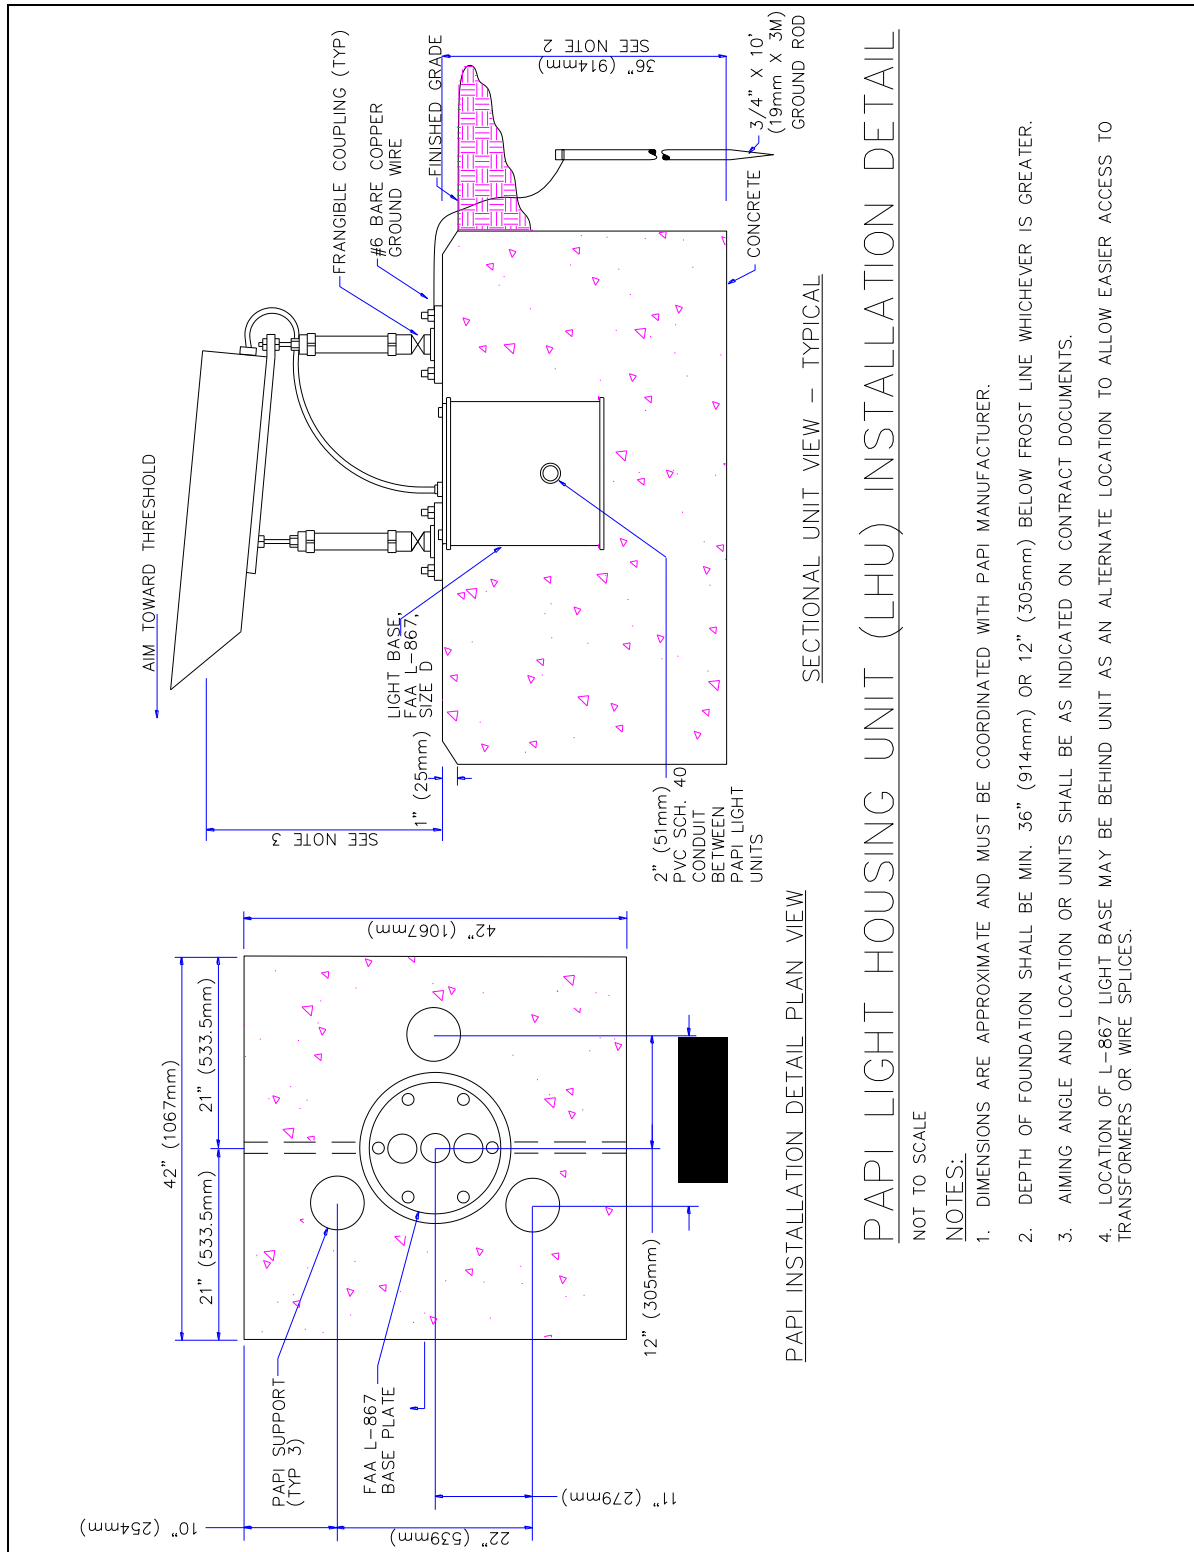 42" (1067mm)
21" (533.5mm)
21" (533.5mm)
42" (1067mm)
PAPI SUPPORT
(TYP 3)
FAA L-867
BASE PLATE
10" (254mm)
22" (539mm)
11" (279mm)
12" (305mm)
PAPI INSTALLATION DETAIL PLAN VIEW
AIM TOWARD THRESHOLD
SEE NOTE 3
1" (25mm)
LIGHT BASE,
FAA L-867,
SIZE D
2" (51mm)
PVC SCH. 40
CONDUIT
BETWEEN
PAPI LIGHT
UNITS
FRANGIBLE COUPLING (TYP)
#6 BARE COPPER
GROUND WIRE
FINISHED GRADE
36" (914mm)
SEE NOTE 2
3/4" X 10'
(19mm X 3M)
GROUND ROD
CONCRETE
SECTIONAL UNIT VIEW - TYPICAL
PAPI LIGHT HOUSING UNIT (LHU) INSTALLATION DETAIL
NOT TO SCALE
NOTES:
1. DIMENSIONS ARE APPROXIMATE AND MUST BE COORDINATED WITH PAPI MANUFACTURER.
2. DEPTH OF FOUNDATION SHALL BE MIN. 36" (914mm) OR 12" (305mm) BELOW FROST LINE WHICHEVER IS GREATER.
3. AIMING ANGLE AND LOCATION OR UNITS SHALL BE AS INDICATED ON CONTRACT DOCUMENTS.
4. LOCATION OF L-867 LIGHT BASE MAY BE BEHIND UNIT AS AN ALTERNATE LOCATION TO ALLOW EASIER ACCESS TO
TRANSFORMERS OR WIRE SPLICES.